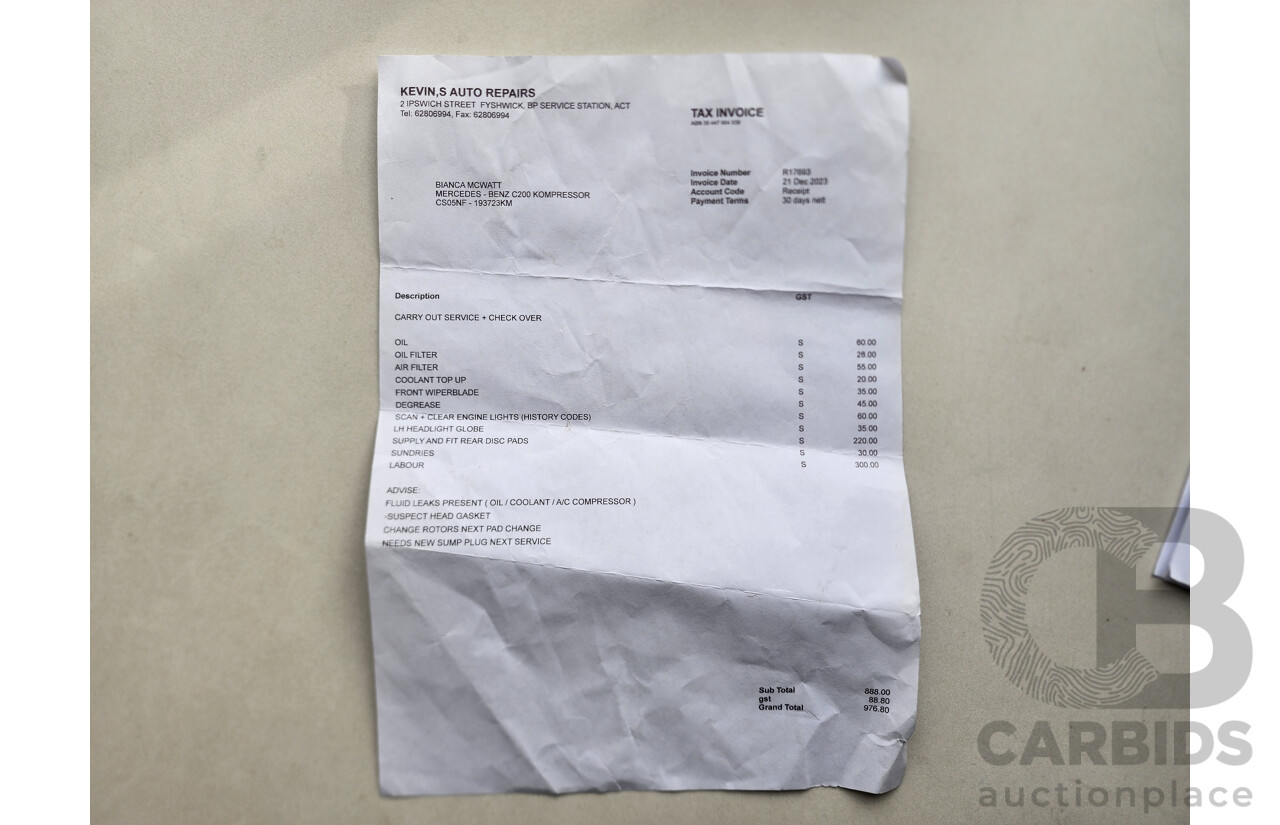 KEVIN,S AUTO REPAIRS
2 IPSWICH STREET FYSHWICK, BP SERVICE STATION, ACT
Tel: 62806994, Fax: 62806994
TAX INVOICE
Invoice Number R17893
Invoice Date 21 Dec 2023
Account Code Receipt
Payment Terms 30 days nett
BIANCA MCWATT
MERCEDES - BENZ C200 KOMPRESSOR
CS05NF - 193723KM
Description GST
CARRY OUT SERVICE + CHECK OVER
OIL S 60.00
OIL FILTER S 28.00
AIR FILTER S 55.00
COOLANT TOP UP S 20.00
FRONT WIPERBLADE S 35.00
DEGREASE S 45.00
SCAN + CLEAR ENGINE LIGHTS (HISTORY CODES) S 60.00
LH HEADLIGHT GLOBE S 35.00
SUPPLY AND FIT REAR DISC PADS S 220.00
SUNDRIES S 30.00
LABOUR S 300.00
ADVISE:
FLUID LEAKS PRESENT ( OIL / COOLANT / A/C COMPRESSOR )
-SUSPECT HEAD GASKET
CHANGE ROTORS NEXT PAD CHANGE
NEEDS NEW SUMP PLUG NEXT SERVICE
Sub Total 888.00
gst 88.80
Grand Total 976.80
CB
CARBIDS
auctionplace